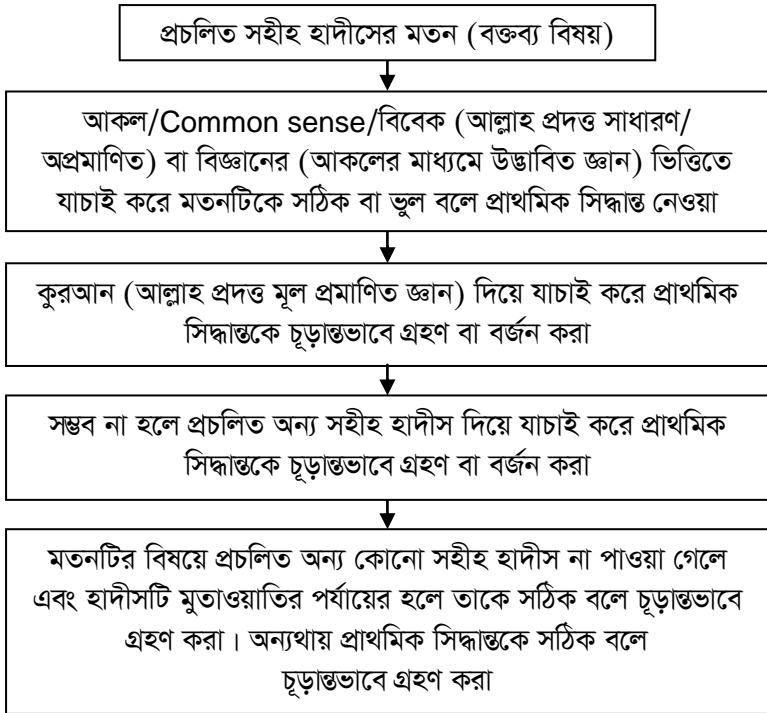 প্রচলিত সহীহ হাদীসের মতন (বক্তব্য বিষয়)
আকল/Common sense/বিবেক (আল্লাহ প্রদত্ত সাধারণ/
অপ্রমাণিত) বা বিজ্ঞানের (আকলের মাধ্যমে উদ্ভাবিত জ্ঞান) ভিত্তিতে
যাচাই করে মতনটিকে সঠিক বা ভুল বলে প্রাথমিক সিদ্ধান্ত নেওয়া
কুরআন (আল্লাহ প্রদত্ত মূল প্রমাণিত জ্ঞান) দিয়ে যাচাই করে প্রাথমিক
সিদ্ধান্তকে চূড়ান্তভাবে গ্রহণ বা বর্জন করা
সম্ভব না হলে প্রচলিত অন্য সহীহ হাদীস দিয়ে যাচাই করে প্রাথমিক
সিদ্ধান্তকে চূড়ান্তভাবে গ্রহণ বা বর্জন করা
মতনটির বিষয়ে প্রচলিত অন্য কোনো সহীহ হাদীস না পাওয়া গেলে
এবং হাদীসটি মুতাওয়াতির পর্যায়ের হলে তাকে সঠিক বলে চূড়ান্তভাবে
গ্রহণ করা। অন্যথায় প্রাথমিক সিদ্ধান্তকে সঠিক বলে
চূড়ান্তভাবে গ্রহণ করা